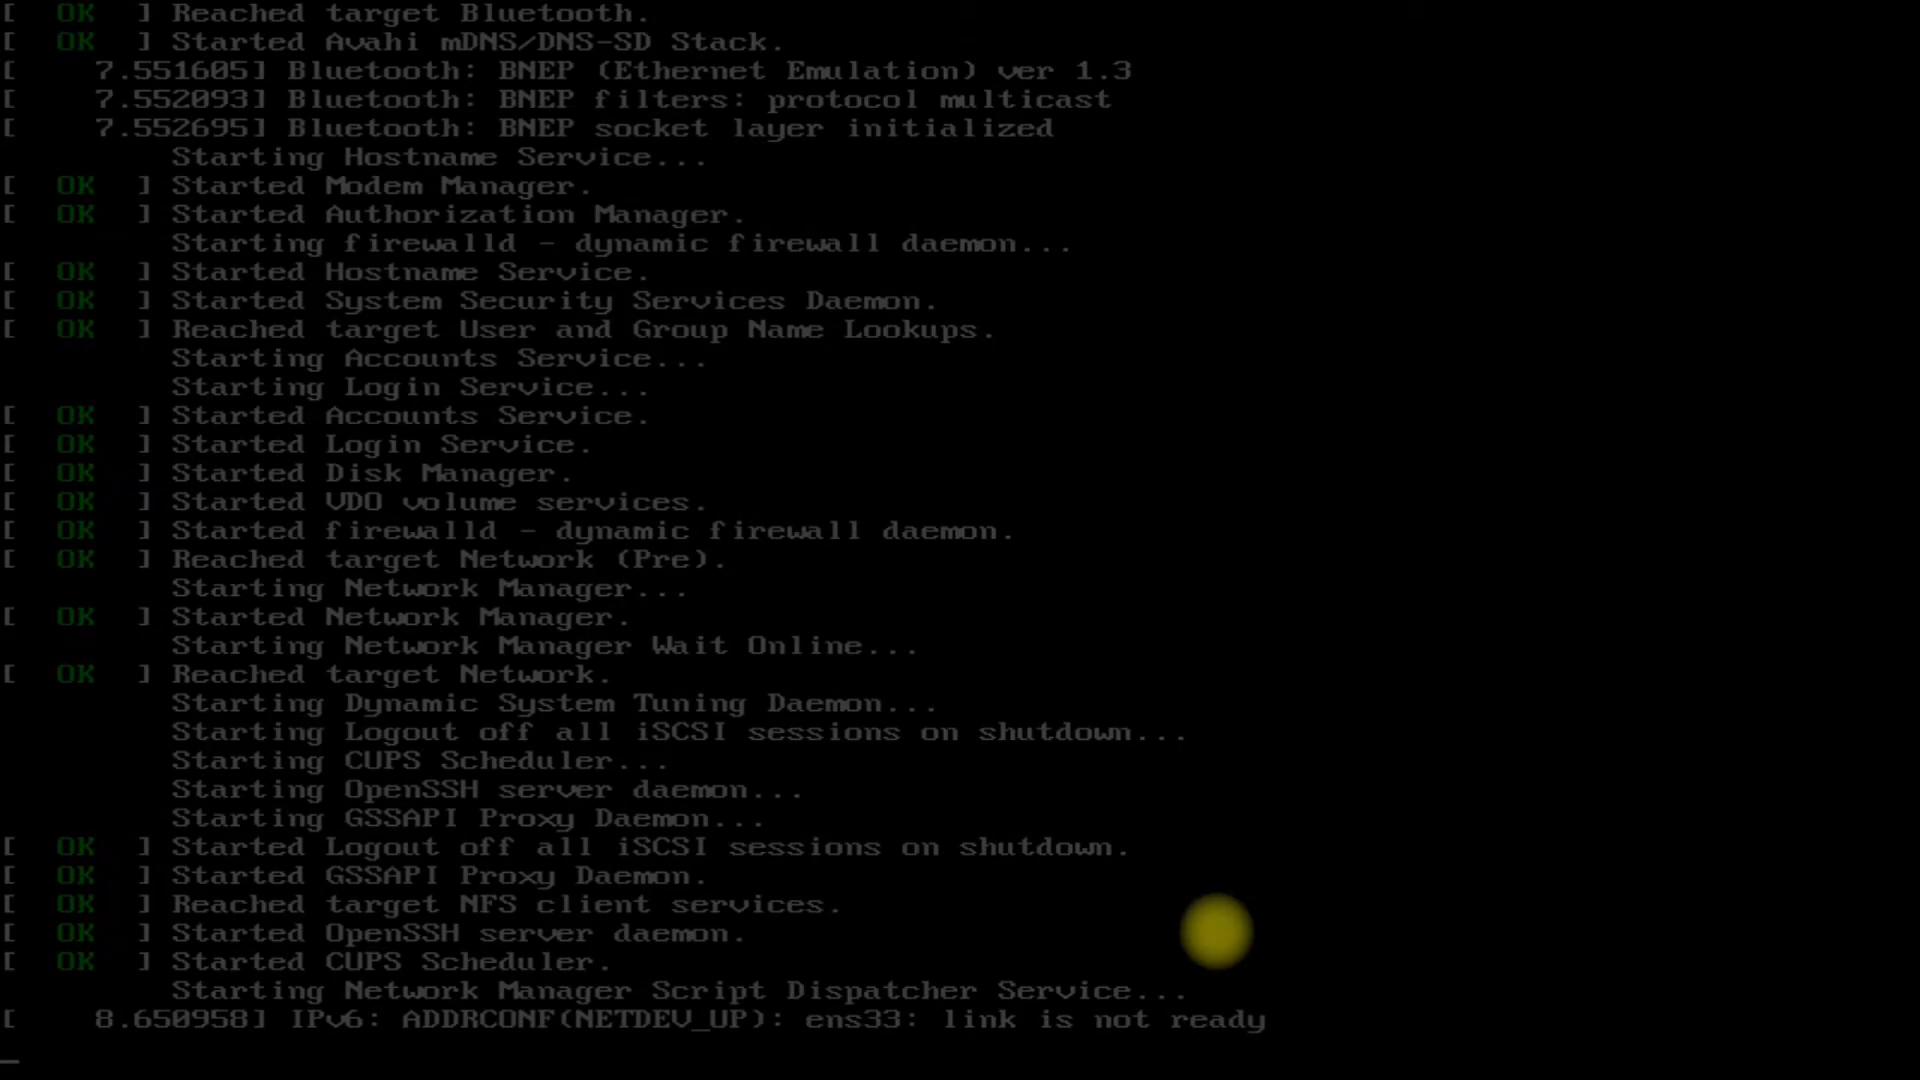 [  OK  ] Reached target Bluetooth.
[  OK  ] Started Avahi mDNS/DNS-SD Stack.
[    7.551605] Bluetooth: BNEP (Ethernet Emulation) ver 1.3
[    7.552093] Bluetooth: BNEP filters: protocol multicast
[    7.552695] Bluetooth: BNEP socket layer initialized
Starting Hostname Service...
[  OK  ] Started Modem Manager.
[  OK  ] Started Authorization Manager.
Starting firewalld - dynamic firewall daemon...
[  OK  ] Started Hostname Service.
[  OK  ] Started System Security Services Daemon.
[  OK  ] Reached target User and Group Name Lookups.
Starting Accounts Service...
Starting Login Service...
[  OK  ] Started Accounts Service.
[  OK  ] Started Login Service.
[  OK  ] Started Disk Manager.
[  OK  ] Started VDO volume services.
[  OK  ] Started firewalld - dynamic firewall daemon.
[  OK  ] Reached target Network (Pre).
Starting Network Manager...
[  OK  ] Started Network Manager.
Starting Network Manager Wait Online...
[  OK  ] Reached target Network.
Starting Dynamic System Tuning Daemon...
Starting Logout off all iSCSI sessions on shutdown...
Starting CUPS Scheduler...
Starting OpenSSH server daemon...
Starting GSSAPI Proxy Daemon...
[  OK  ] Started Logout off all iSCSI sessions on shutdown.
[  OK  ] Started GSSAPI Proxy Daemon.
[  OK  ] Reached target NFS client services.
[  OK  ] Started OpenSSH server daemon.
[  OK  ] Started CUPS Scheduler.
Starting Network Manager Script Dispatcher Service...
[    8.650958] IPv6: ADDRCONF(NETDEV_UP): ens33: link is not ready